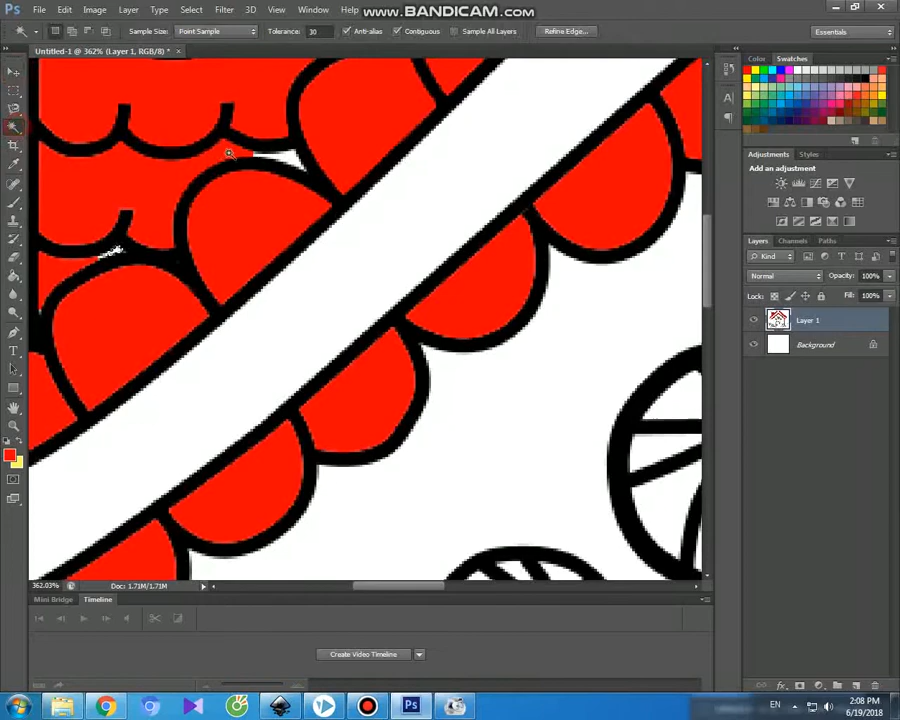 Ps File Edit Image Layer Type Select Filter 3D View Window Help
www.BANDICAM.com
Sample Size: Point Sample Tolerance: 30 Anti-alias Contiguous Sample All Layers Refine Edge... Essentials
Untitled-1 @ 362% (Layer 1, RGB/8) * ×
Color Swatches
Adjustments Styles
Add an adjustment
Layers Channels Paths
Kind
Normal Opacity: 100%
Lock: Fill: 100%
Layer 1
Background
362.03% Doc: 1.71M/1.71M
Mini Bridge Timeline
Create Video Timeline
fx
Ps EN 2:08 PM
6/19/2018